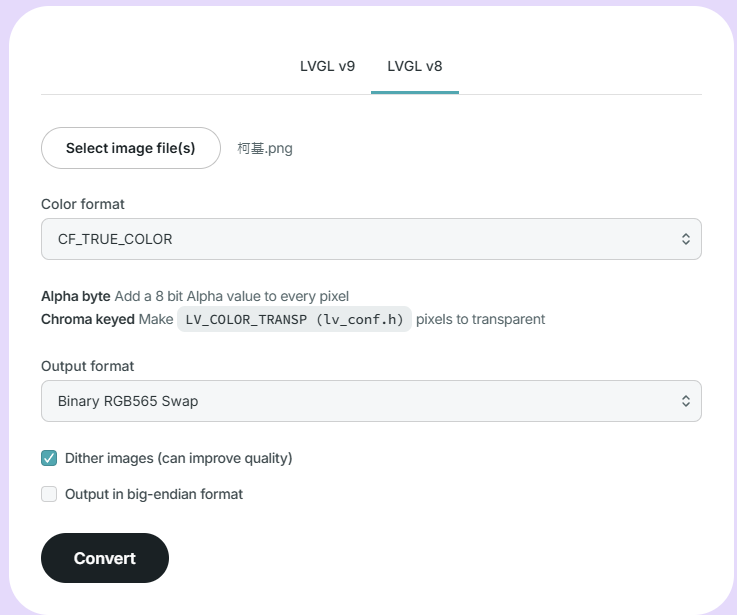 LVGL v9 LVGL v8
Select image file(s) 柯基.png
Color format
CF_TRUE_COLOR
Alpha byte Add a 8 bit Alpha value to every pixel
Chroma keyed Make LV_COLOR_TRANSP (lv_conf.h) pixels to transparent
Output format
Binary RGB565 Swap
Dither images (can improve quality)
Output in big-endian format
Convert